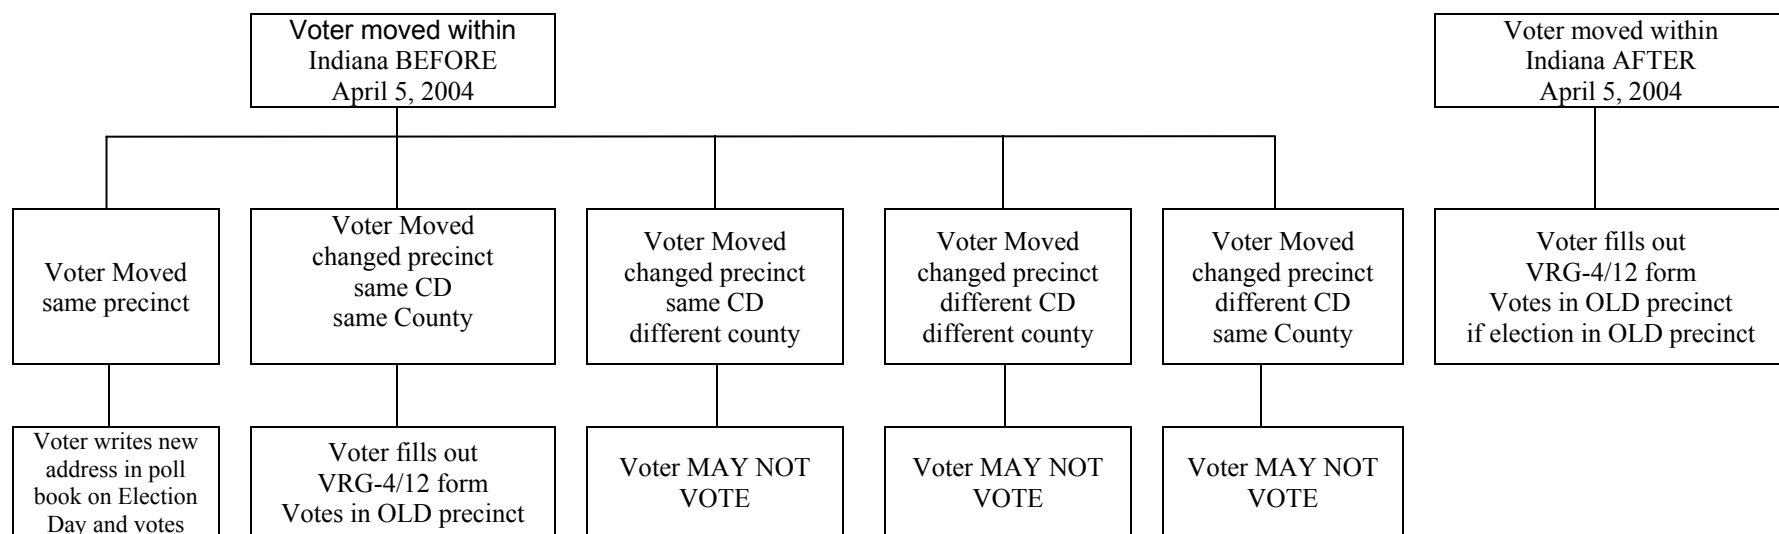 Voter moved within
Indiana BEFORE
April 5, 2004
Voter moved within
Indiana AFTER
April 5, 2004
Voter Moved
same precinct
Voter Moved
changed precinct
same CD
same County
Voter Moved
changed precinct
same CD
different county
Voter Moved
changed precinct
different CD
different county
Voter Moved
changed precinct
different CD
same County
Voter fills out
VRG-4/12 form
Votes in OLD precinct
if election in OLD precinct
Voter writes new
address in poll
book on Election
Day and votes
Voter fills out
VRG-4/12 form
Votes in OLD precinct
Voter MAY NOT
VOTE
Voter MAY NOT
VOTE
Voter MAY NOT
VOTE